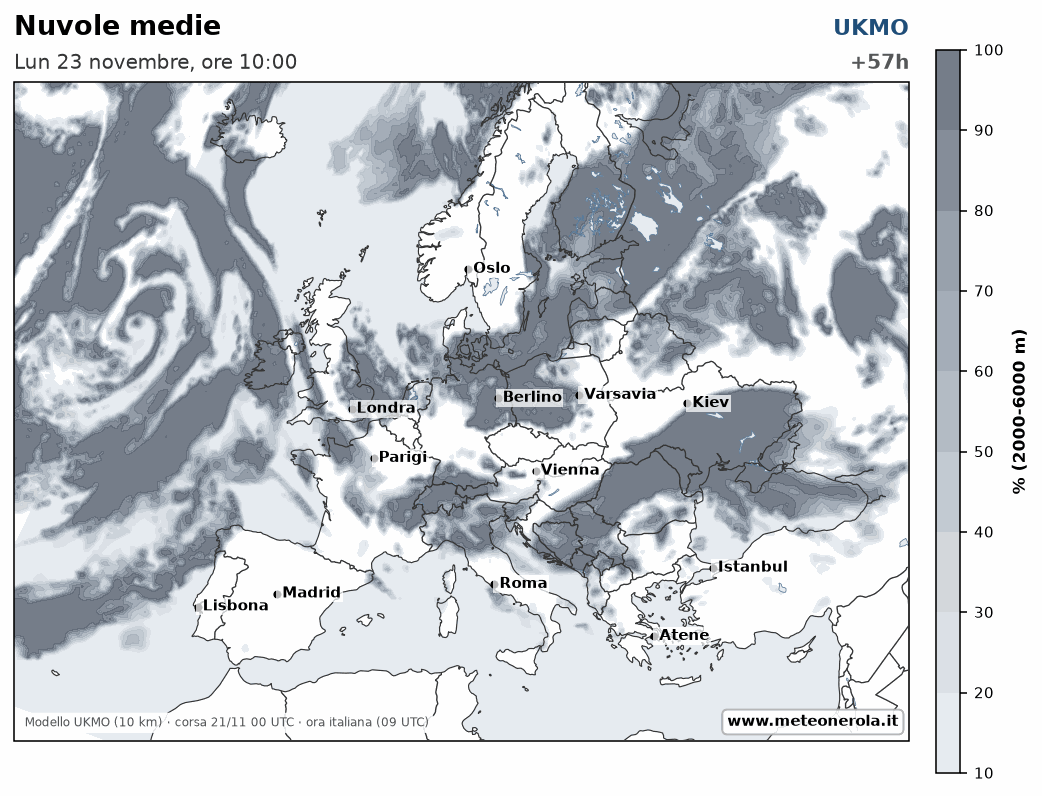 Nuvole medie
UKMO
Lun 23 novembre, ore 10:00
+57h
100
90
80
70
60
50
40
30
20
10
% (2000-6000 m)
Oslo
Berlino
Varsavia
Kiev
Londra
Parigi
Vienna
Istanbul
Roma
Madrid
Lisbona
Atene
Modello UKMO (10 km) · corsa 21/11 00 UTC · ora italiana (09 UTC)
www.meteonerola.it